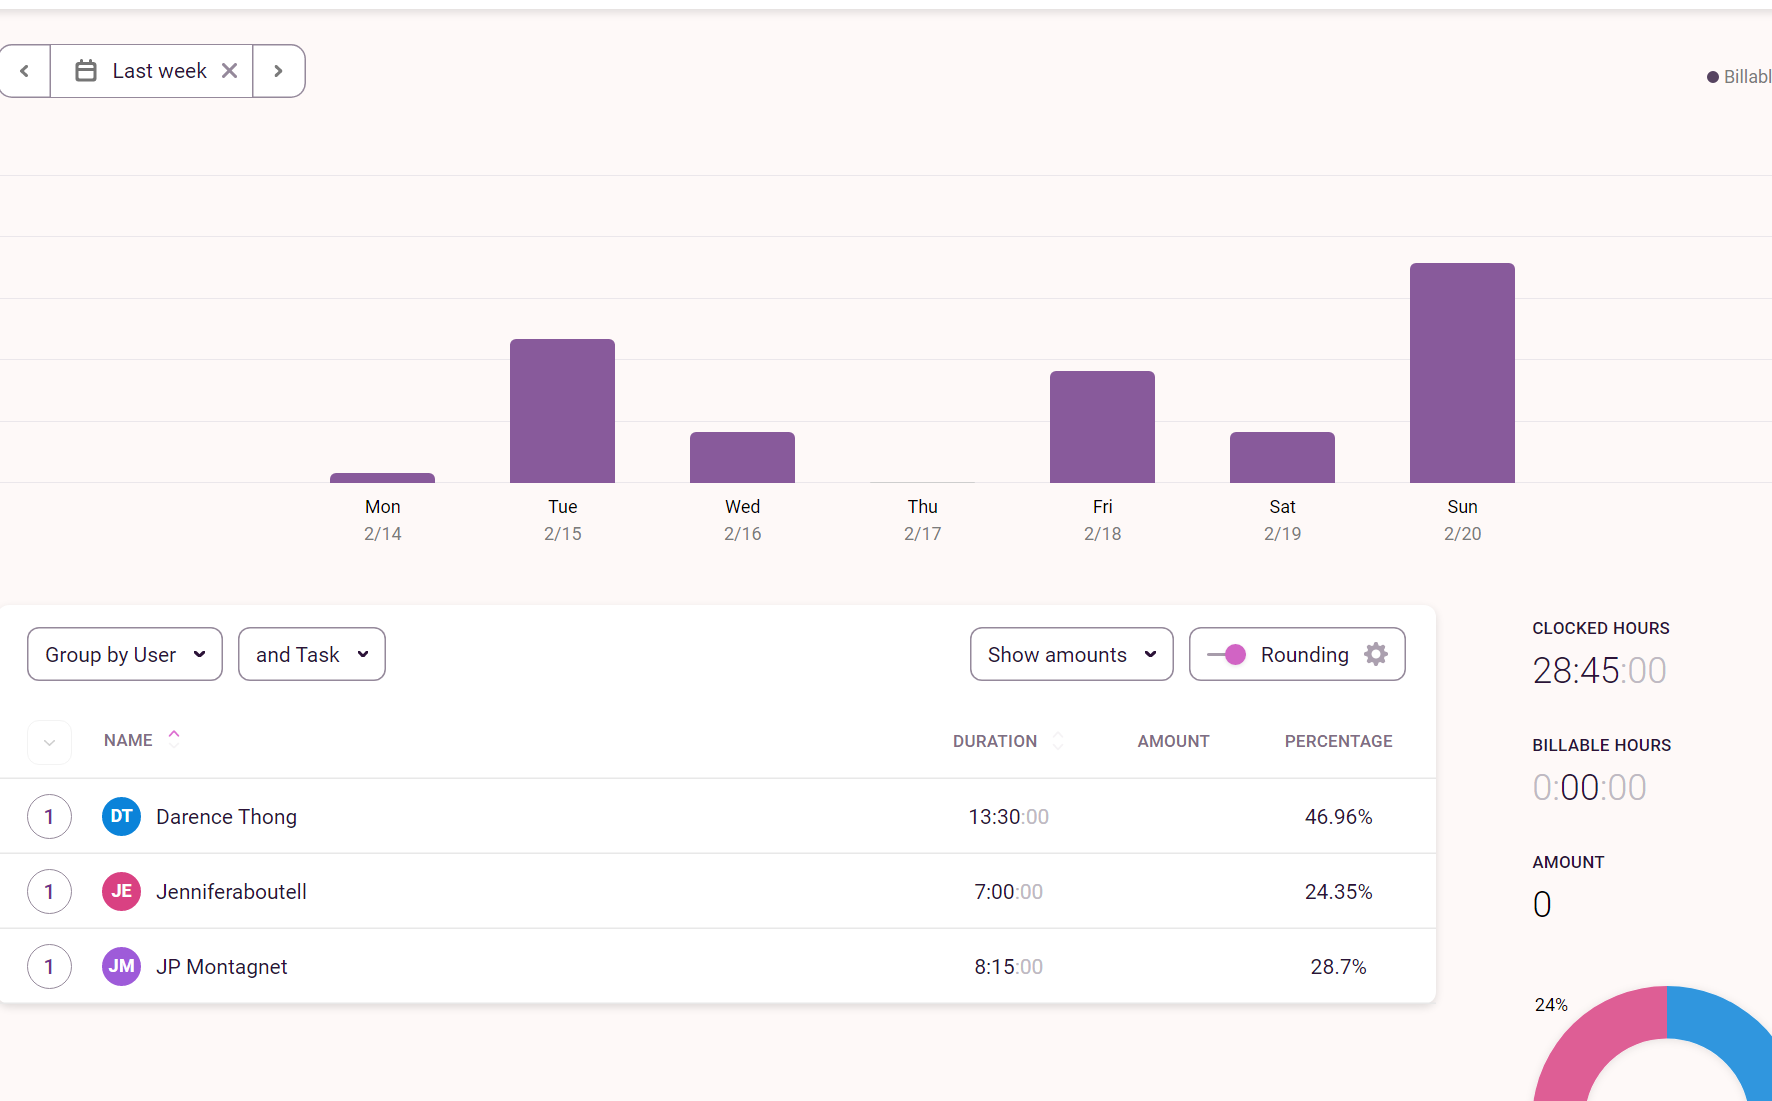 Last week
Billabl
Mon
2/14
Tue
2/15
Wed
2/16
Thu
2/17
Fri
2/18
Sat
2/19
Sun
2/20
Group by User
and Task
Show amounts
Rounding
NAME
DURATION
AMOUNT
PERCENTAGE
1 DT Darence Thong 13:30:00 46.96%
1 JE Jenniferaboutell 7:00:00 24.35%
1 JM JP Montagnet 8:15:00 28.7%
CLOCKED HOURS
28:45:00
BILLABLE HOURS
0:00:00
AMOUNT
0
24%